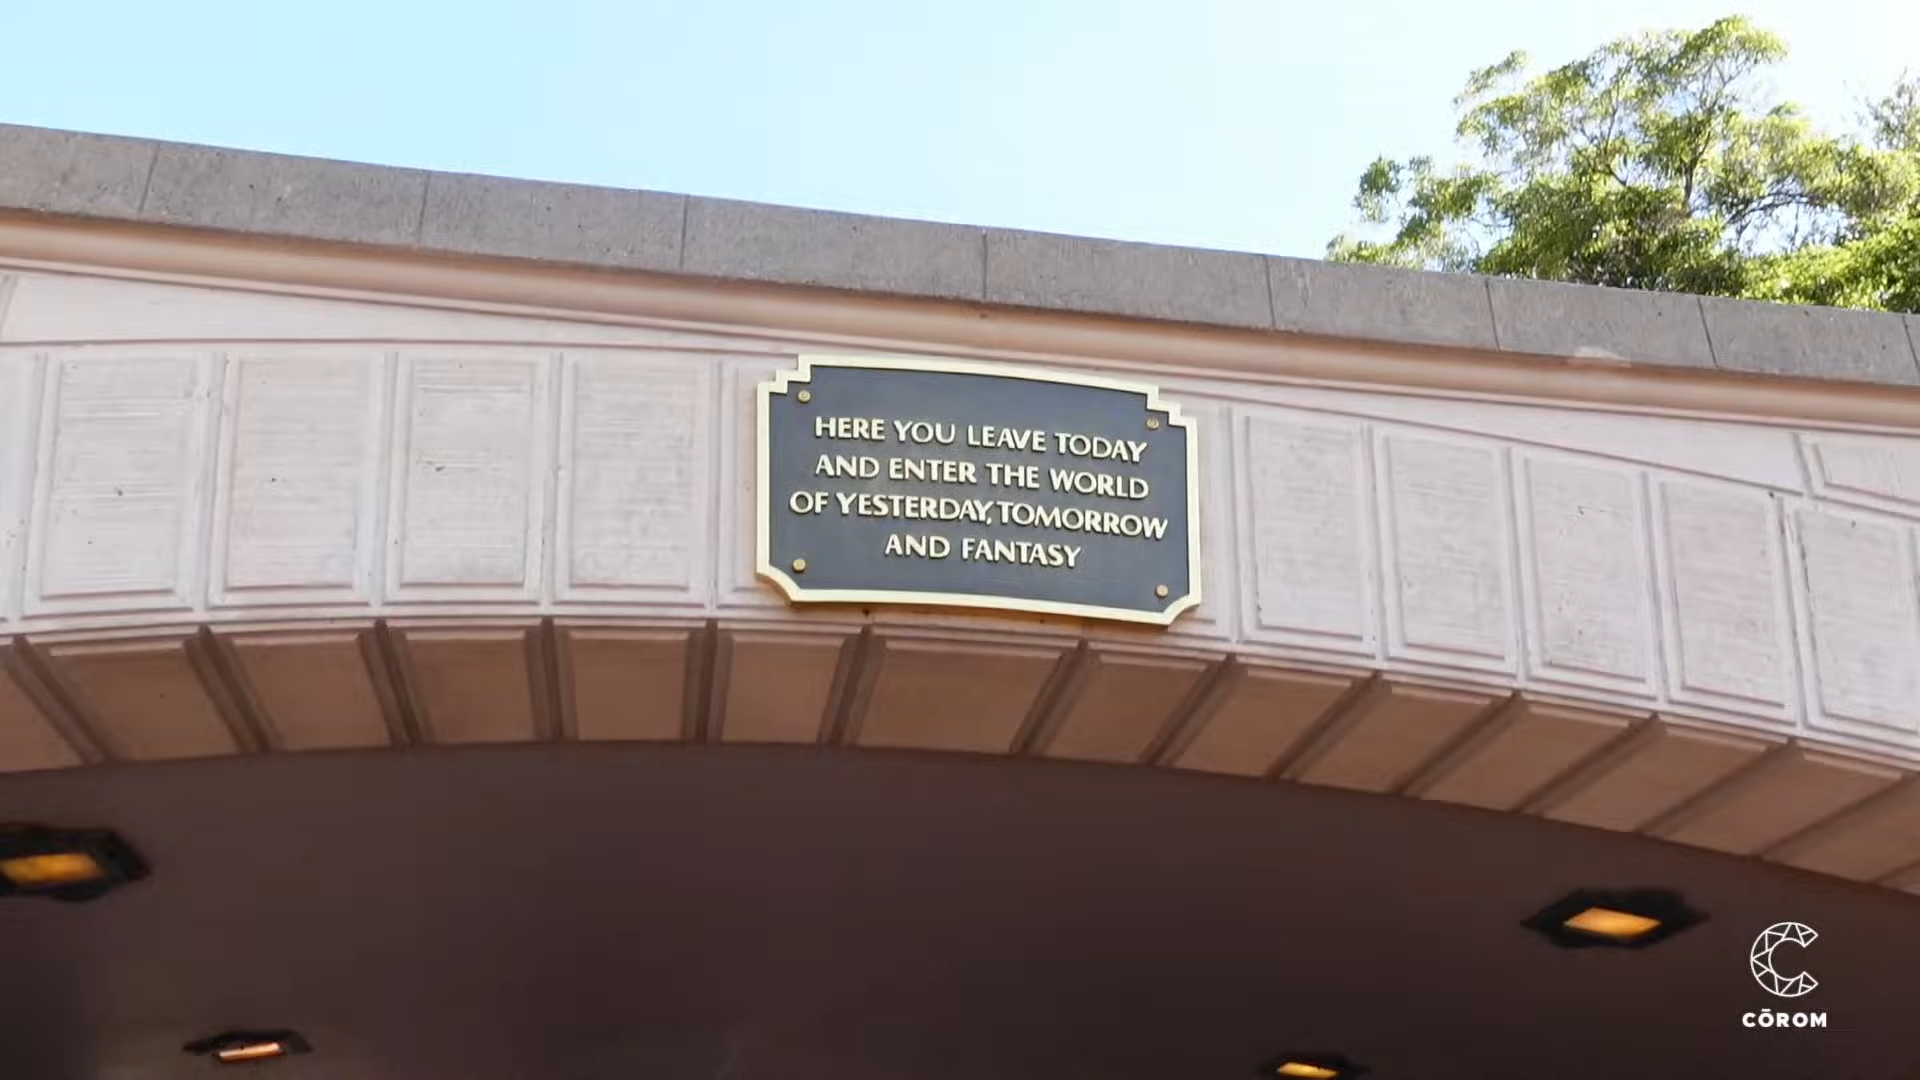 HERE YOU LEAVE TODAY
AND ENTER THE WORLD
OF YESTERDAY, TOMORROW
AND FANTASY
CŌROM